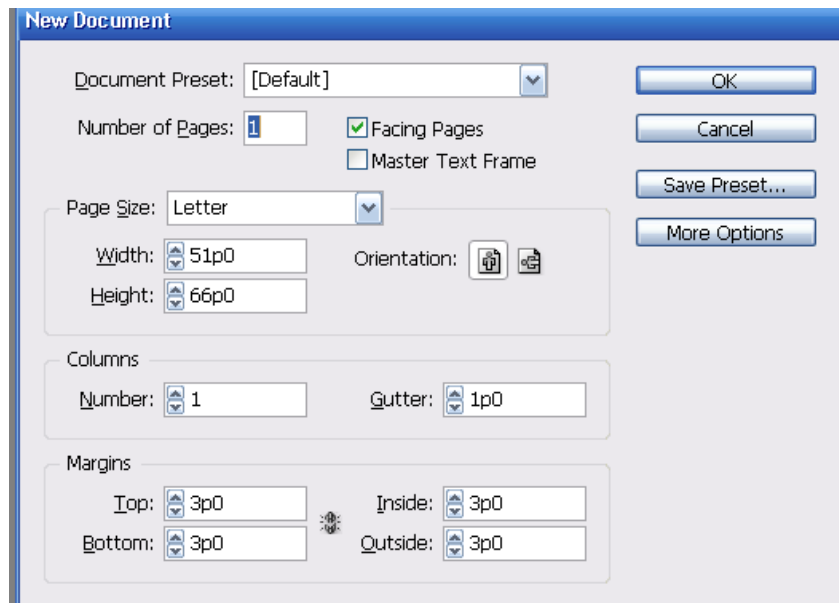 New Document
Document Preset: [Default]
OK
Number of Pages: 1
Facing Pages
Cancel
Master Text Frame
Save Preset...
Page Size: Letter
More Options
Width: 51p0
Orientation:
Height: 66p0
Columns
Number: 1
Gutter: 1p0
Margins
Top: 3p0
Inside: 3p0
Bottom: 3p0
Outside: 3p0